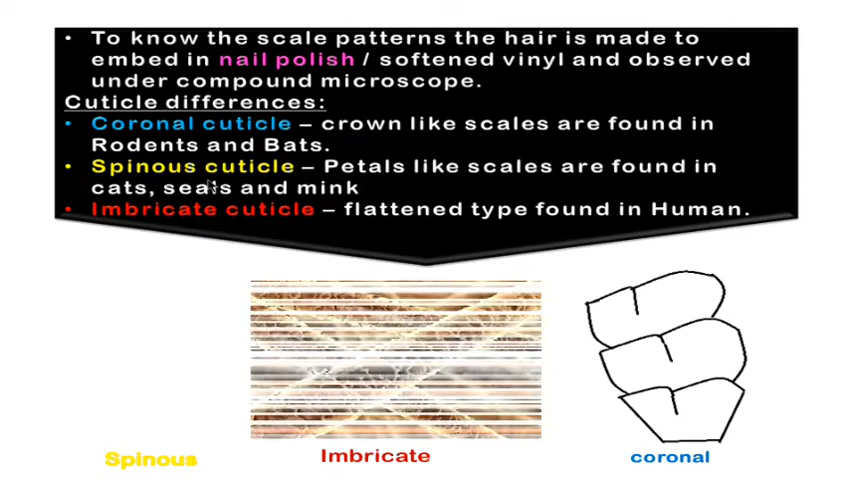 • To know the scale patterns the hair is made to
embed in nail polish / softened vinyl and observed
under compound microscope.
Cuticle differences:
• Coronal cuticle – crown like scales are found in
Rodents and Bats.
• Spinous cuticle – Petals like scales are found in
cats, seals and mink
• Imbricate cuticle – flattened type found in Human.
Spinous
Imbricate
coronal